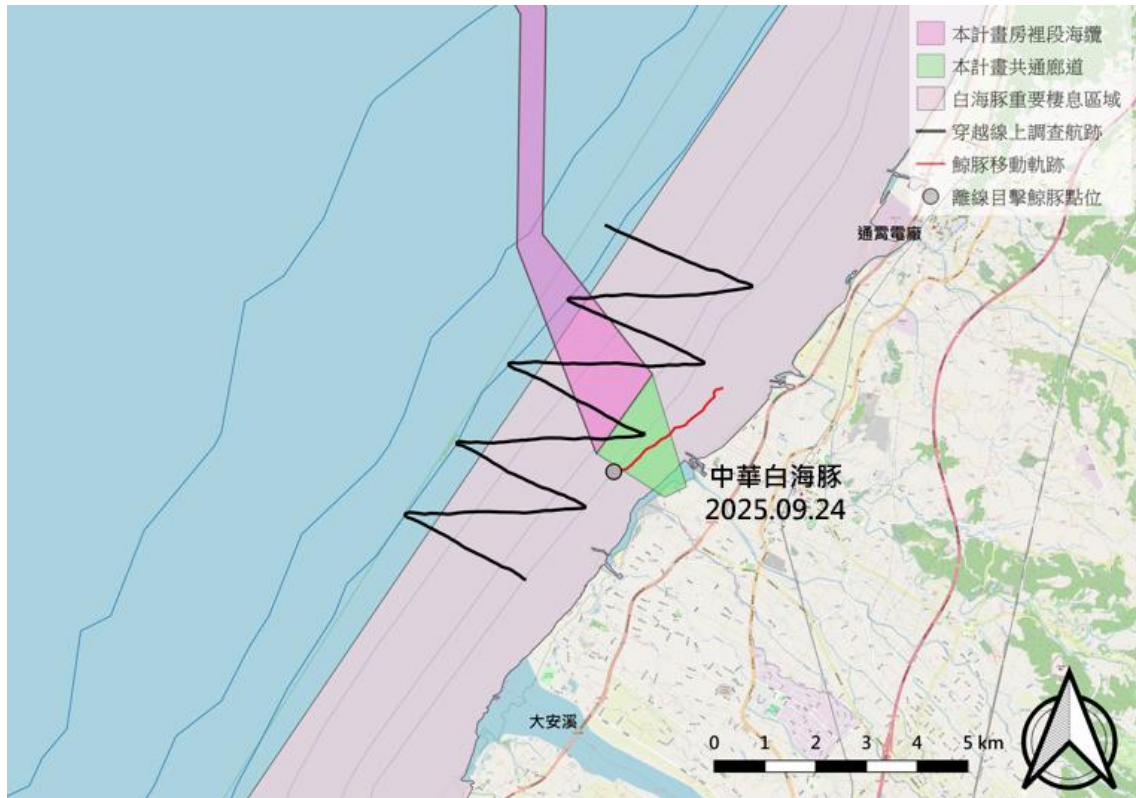 本計畫房裡段海纜
本計畫共通廊道
白海豚重要棲息區域
穿越線上調查航跡
鯨豚移動軌跡
離線目擊鯨豚點位
通霄電廠
中華白海豚
2025.09.24
大安溪
0 1 2 3 4 5 km